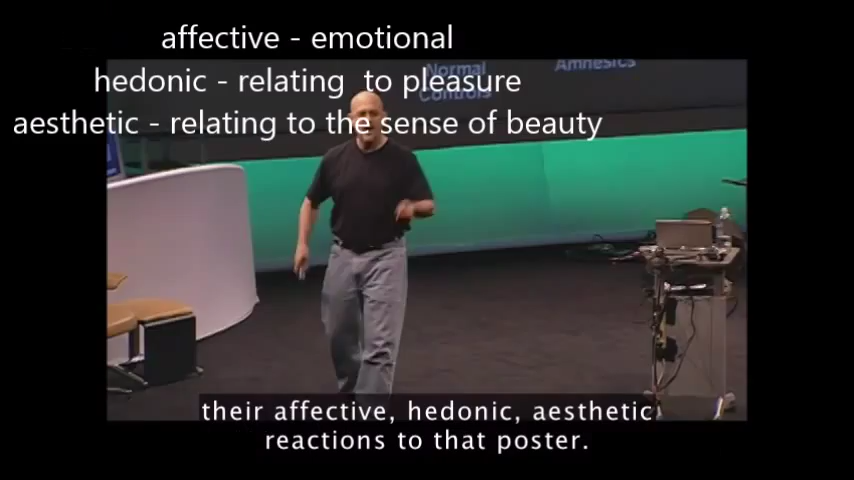 affective - emotional
hedonic - relating  to pleasure
aesthetic - relating to the sense of beauty
Normal
Controls
Amnesics
their affective, hedonic, aesthetic
reactions to that poster.